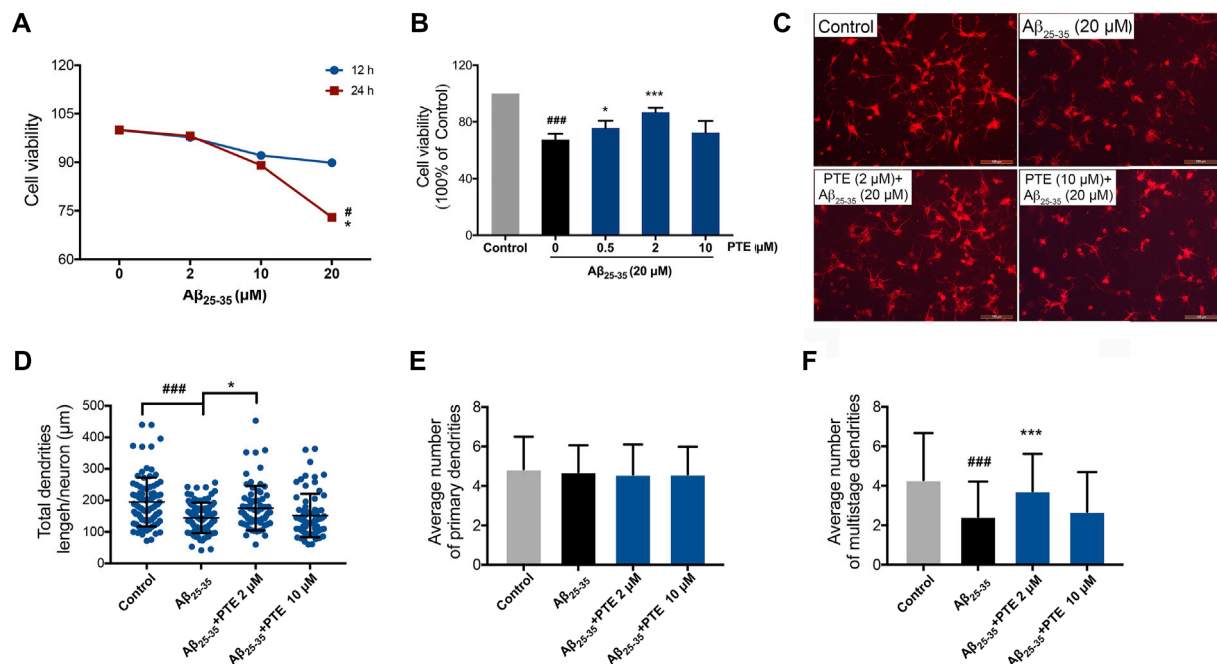 A
120
105
90
75
60
Cell viability
12 h
24 h
#
*
0
2
10
20
Aβ25-35 (μM)
B
120
80
40
0
Cell viability
(100% of Control)
###
*
***
Control
0
0.5
2
10
PTE (μM)
Aβ25-35 (20 μM)
C
Control
Aβ25-35 (20 μM)
PTE (2 μM)+
Aβ25-35 (20 μM)
PTE (10 μM)+
Aβ25-35 (20 μM)
D
500
400
300
200
100
0
Total dendrities
lengeh/neuron (μm)
###
*
Control
Aβ25-35
Aβ25-35+PTE 2 μM
Aβ25-35+PTE 10 μM
E
8
6
4
2
0
Average number
of primary dendrities
Control
Aβ25-35
Aβ25-35+PTE 2 μM
Aβ25-35+PTE 10 μM
F
8
6
4
2
0
Average number
of multistage dendrities
###
***
Control
Aβ25-35
Aβ25-35+PTE 2 μM
Aβ25-35+PTE 10 μM